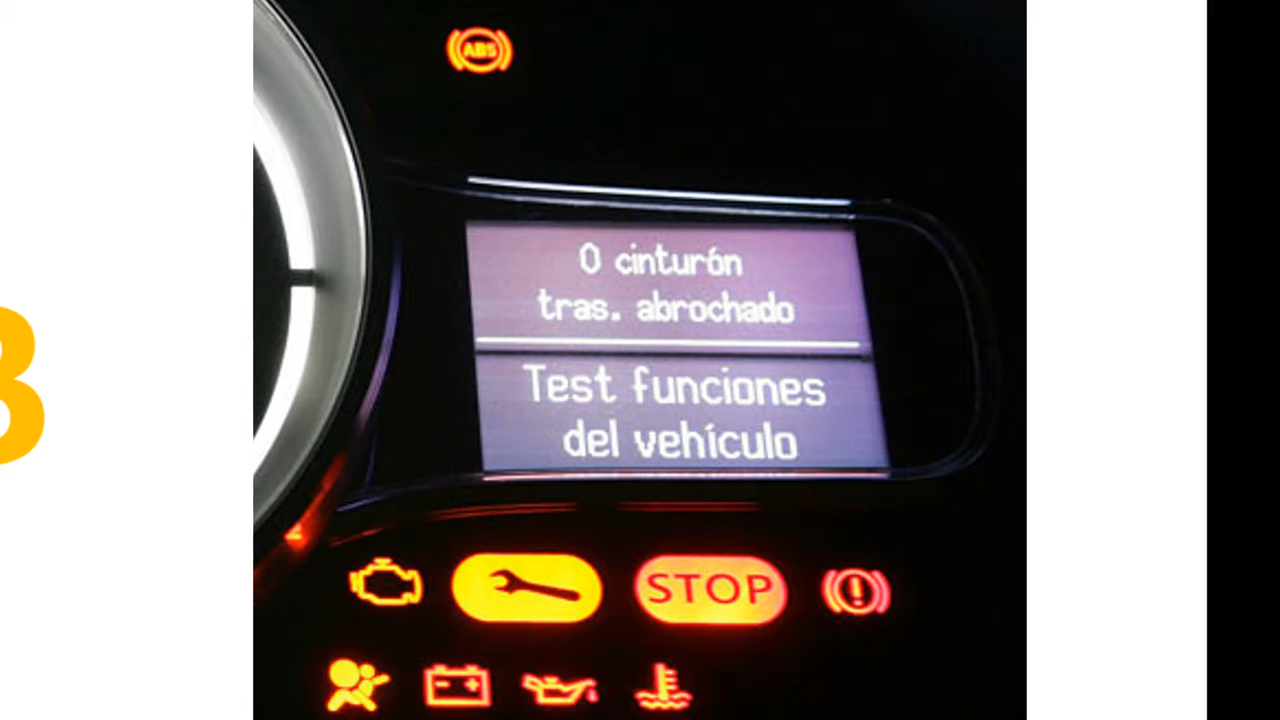 ABS
0 cinturón
tras. abrochado
Test funciones
del vehículo
STOP